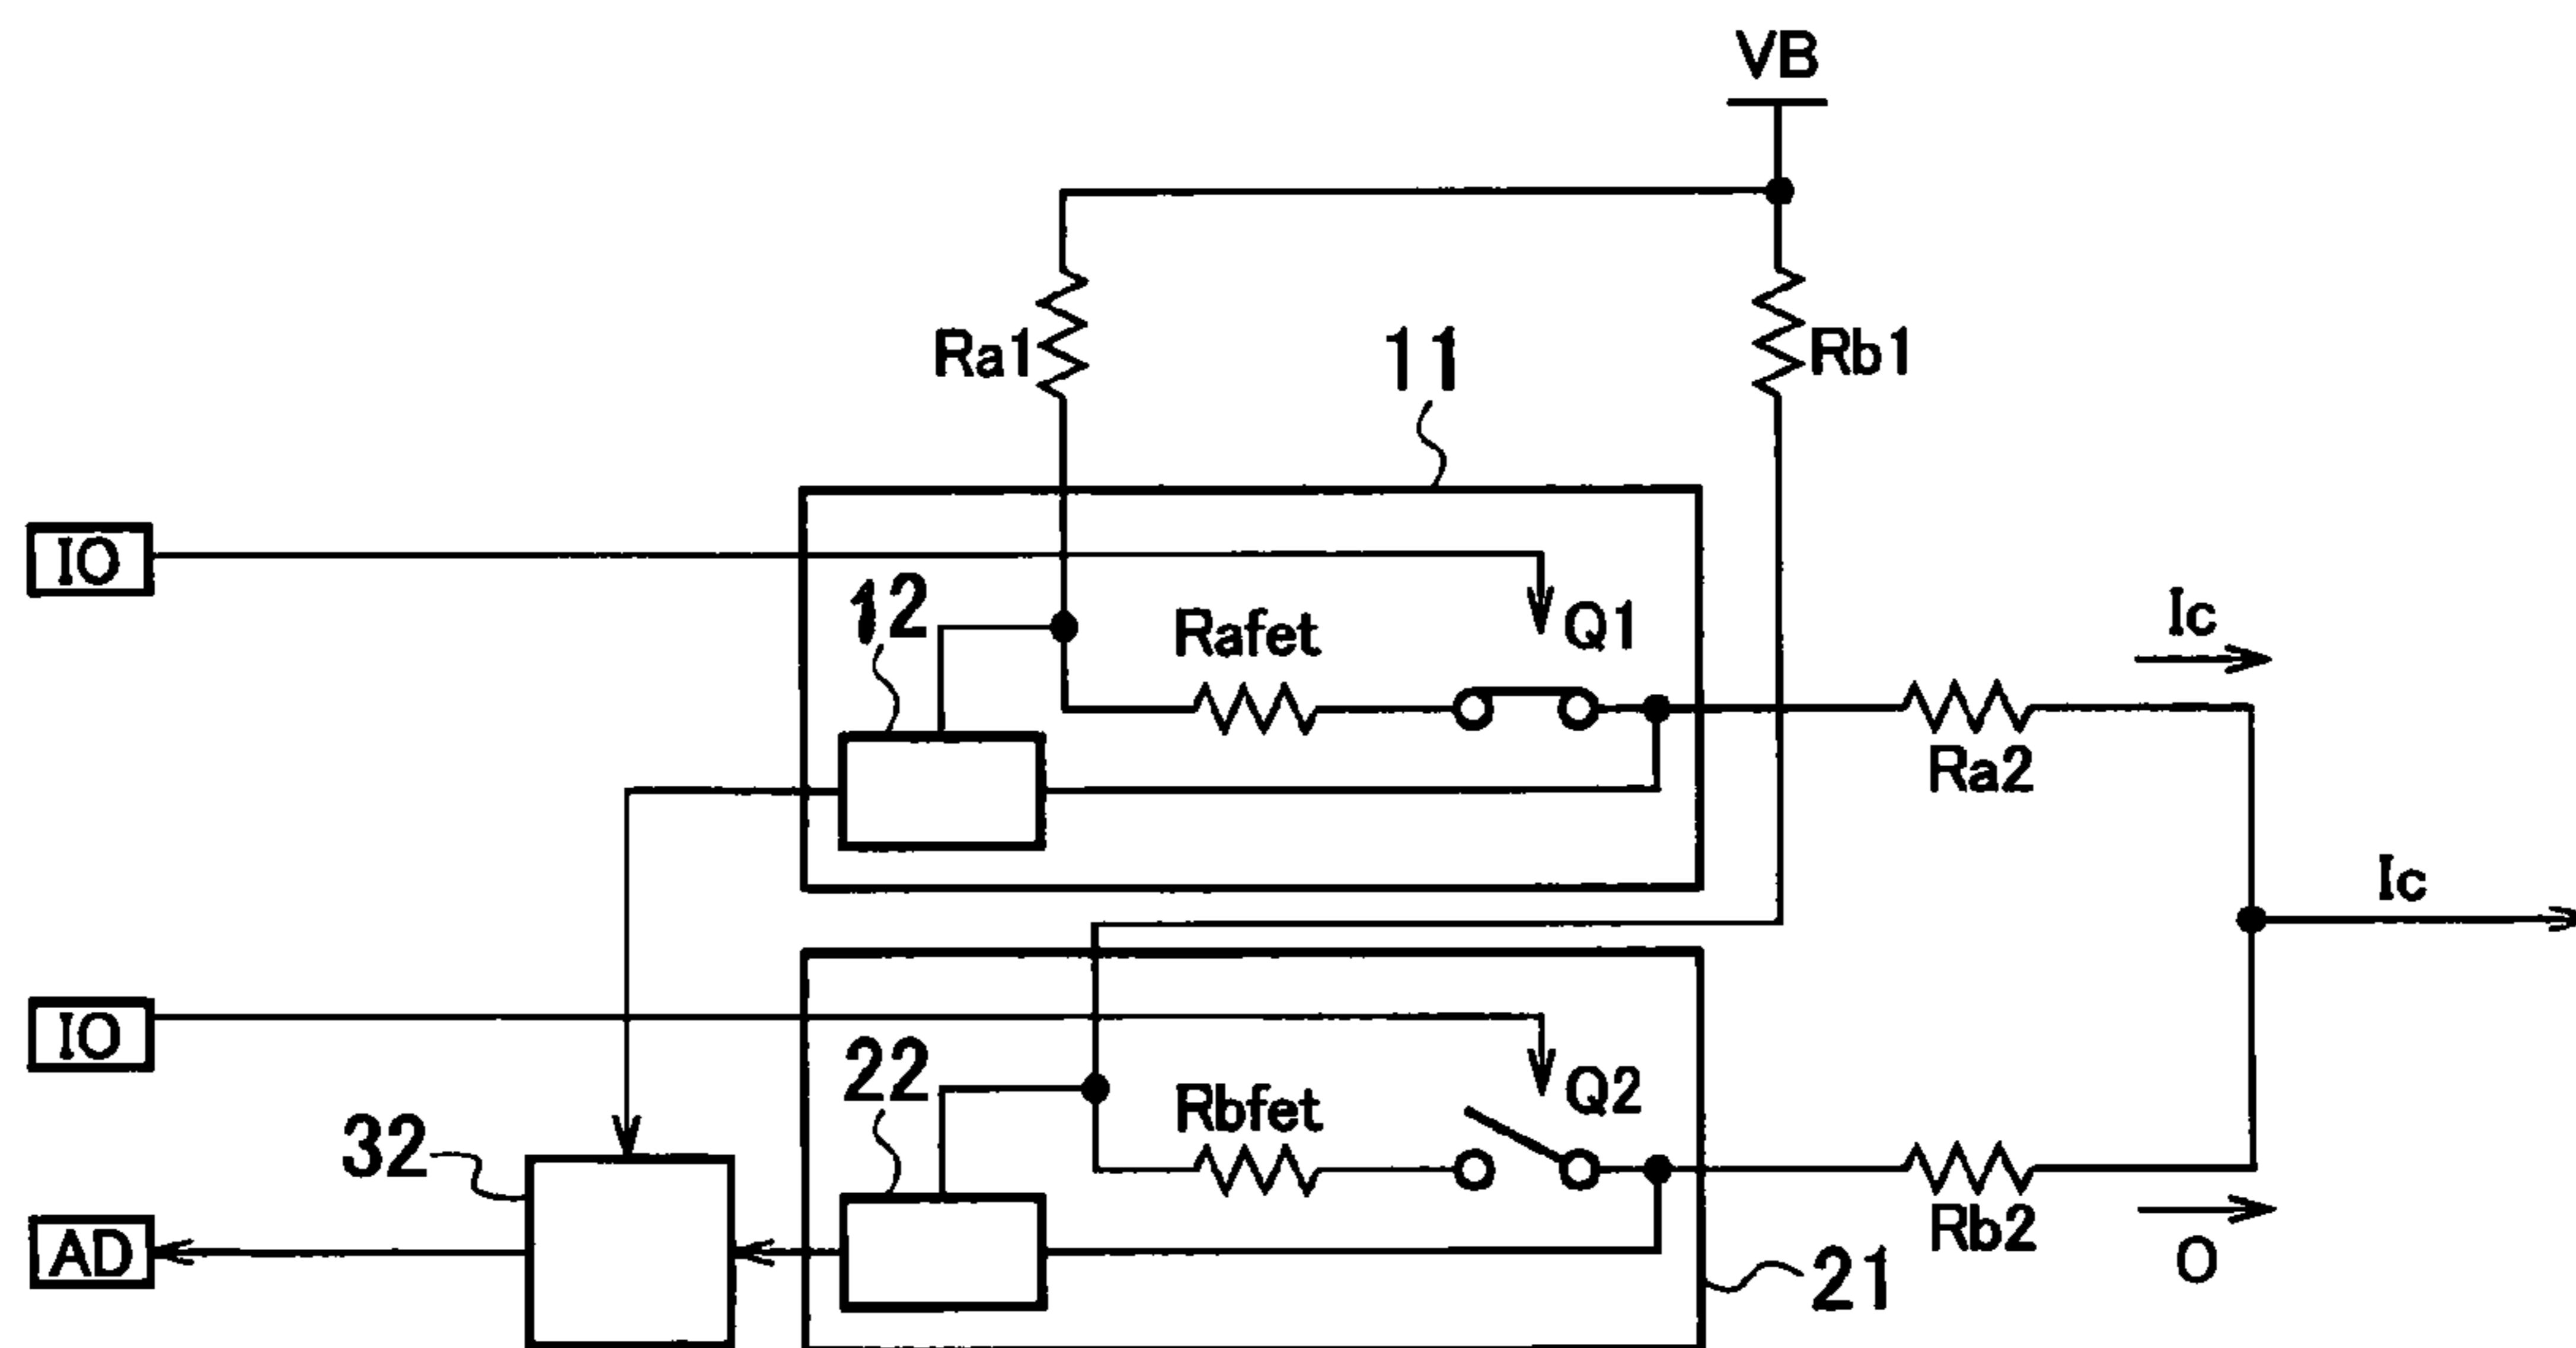 VB
Ra1
Rb1
11
IO
12
Rafet
Q1
Ic
Ra2
Ic
IO
22
Rbfet
Q2
32
AD
Rb2
O
21